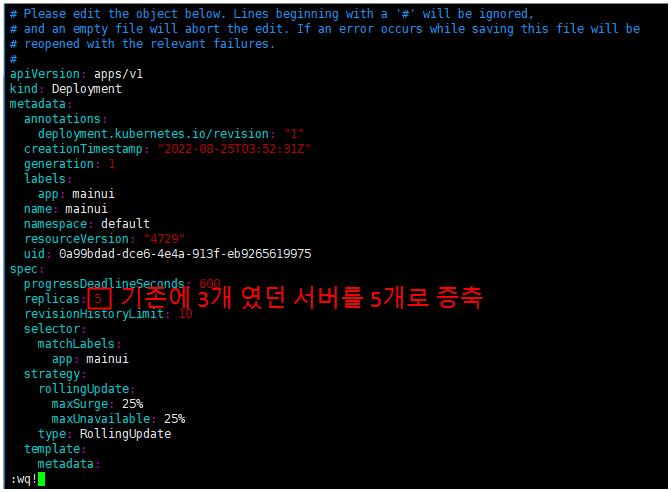 # Please edit the object below. Lines beginning with a '#' will be ignored,
# and an empty file will abort the edit. If an error occurs while saving this file will be
# reopened with the relevant failures.
#
apiVersion: apps/v1
kind: Deployment
metadata:
  annotations:
    deployment.kubernetes.io/revision: "1"
  creationTimestamp: "2022-08-25T03:52:31Z"
  generation: 1
  labels:
    app: mainui
  name: mainui
  namespace: default
  resourceVersion: "4729"
  uid: 0a99bdad-dce6-4e4a-913f-eb9265619975
spec:
  progressDeadlineSeconds: 600
  replicas: 5 기존에 3개 였던 서버를 5개로 증축
  revisionHistoryLimit: 10
  selector:
    matchLabels:
      app: mainui
  strategy:
    rollingUpdate:
      maxSurge: 25%
      maxUnavailable: 25%
    type: RollingUpdate
  template:
    metadata:
:wq!